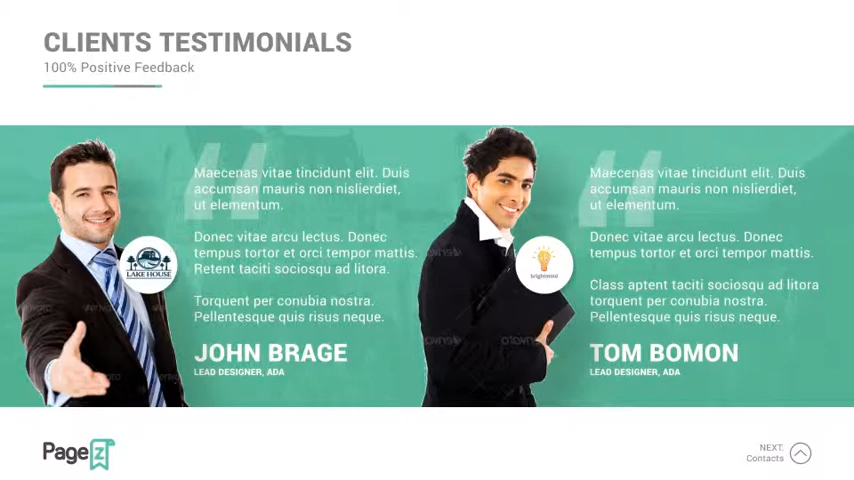 CLIENTS TESTIMONIALS
100% Positive Feedback
Maecenas vitae tincidunt elit. Duis
accumsan mauris non nislierdiet,
ut elementum.
Donec vitae arcu lectus. Donec
tempus tortor et orci tempor mattis.
Retent taciti sociosqu ad litora.
Torquent per conubia nostra.
Pellentesque quis risus neque.
JOHN BRAGE
LEAD DESIGNER, ADA
LAKE HOUSE
Maecenas vitae tincidunt elit. Duis
accumsan mauris non nislierdiet,
ut elementum.
Donec vitae arcu lectus. Donec
tempus tortor et orci tempor mattis.
Class aptent taciti sociosqu ad litora
torquent per conubia nostra.
Pellentesque quis risus neque.
TOM BOMON
LEAD DESIGNER, ADA
Page z
NEXT:
Contacts